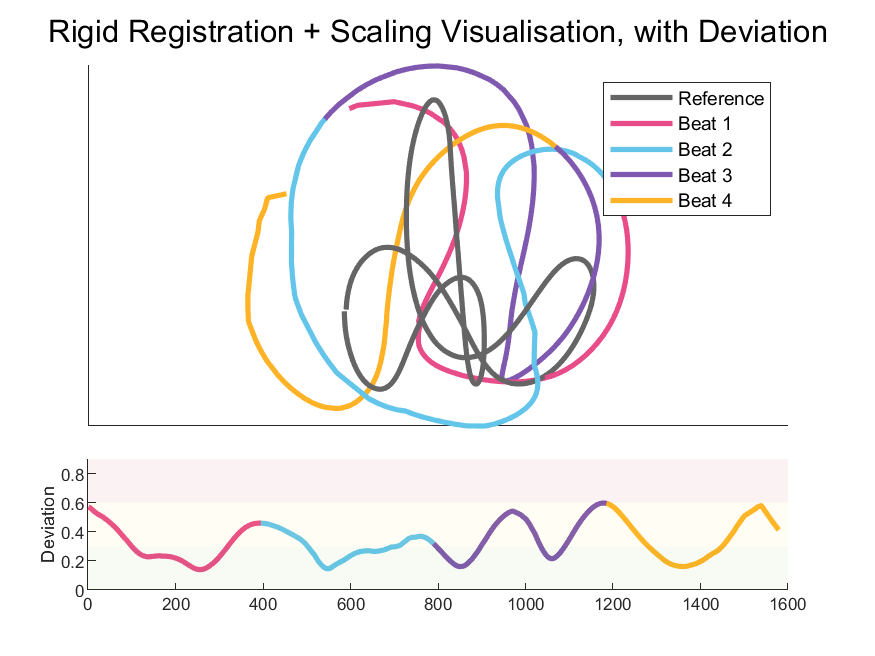 Rigid Registration + Scaling Visualisation, with Deviation
Reference
Beat 1
Beat 2
Beat 3
Beat 4
Deviation
0.8
0.6
0.4
0.2
0
0 200 400 600 800 1000 1200 1400 1600